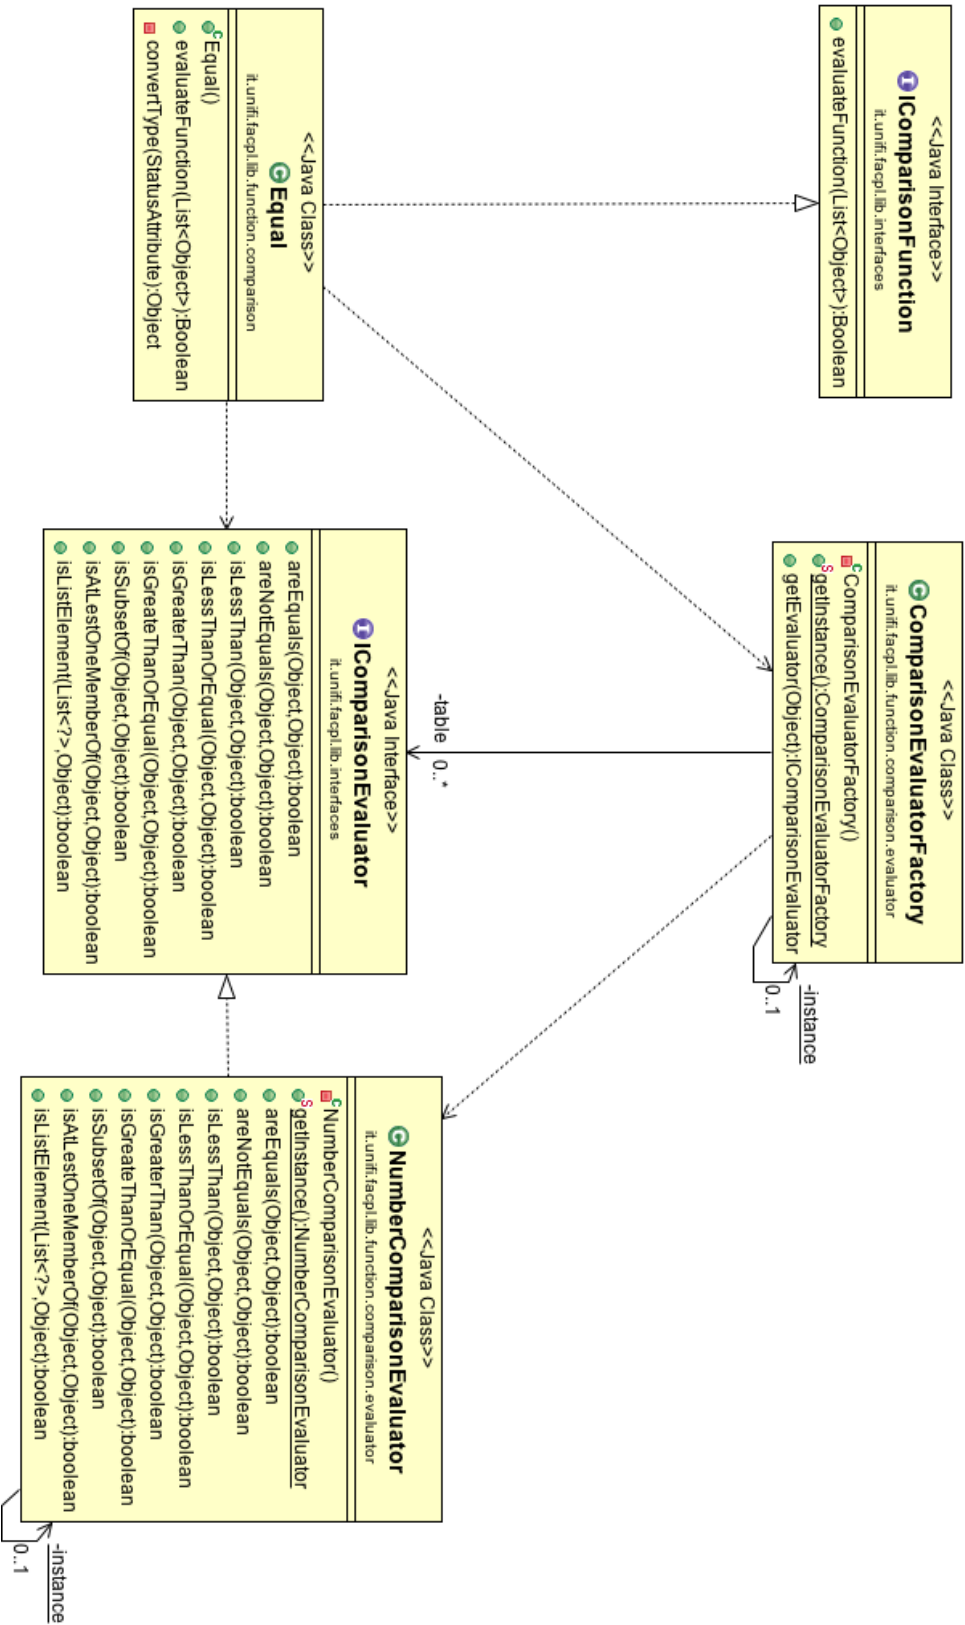 <<Java Interface>>
IComparisonFunction
it.unifi.facpl.lib.interfaces
evaluateFunction(List<Object>):Boolean
<<Java Class>>
ComparisonEvaluatorFactory
it.unifi.facpl.lib.function.comparison.evaluator
ComparisonEvaluatorFactory()
getInstance():ComparisonEvaluatorFactory
getEvaluator(Object):IComparisonEvaluator
-instance
0..1
<<Java Class>>
Equal
it.unifi.facpl.lib.function.comparison
Equal()
evaluateFunction(List<Object>):Boolean
convertType(StatusAttribute):Object
-table 0..*
<<Java Interface>>
IComparisonEvaluator
it.unifi.facpl.lib.interfaces
areEquals(Object,Object):boolean
areNotEquals(Object,Object):boolean
isLessThan(Object,Object):boolean
isLessThanOrEqual(Object,Object):boolean
isGreaterThan(Object,Object):boolean
isGreateThanOrEqual(Object,Object):boolean
isSubsetOf(Object,Object):boolean
isAtLestOneMemberOf(Object,Object):boolean
isListElement(List<?>,Object):boolean
<<Java Class>>
NumberComparisonEvaluator
it.unifi.facpl.lib.function.comparison.evaluator
NumberComparisonEvaluator()
getInstance():NumberComparisonEvaluator
areEquals(Object,Object):boolean
areNotEquals(Object,Object):boolean
isLessThan(Object,Object):boolean
isLessThanOrEqual(Object,Object):boolean
isGreaterThan(Object,Object):boolean
isGreateThanOrEqual(Object,Object):boolean
isSubsetOf(Object,Object):boolean
isAtLestOneMemberOf(Object,Object):boolean
isListElement(List<?>,Object):boolean
-instance
0..1